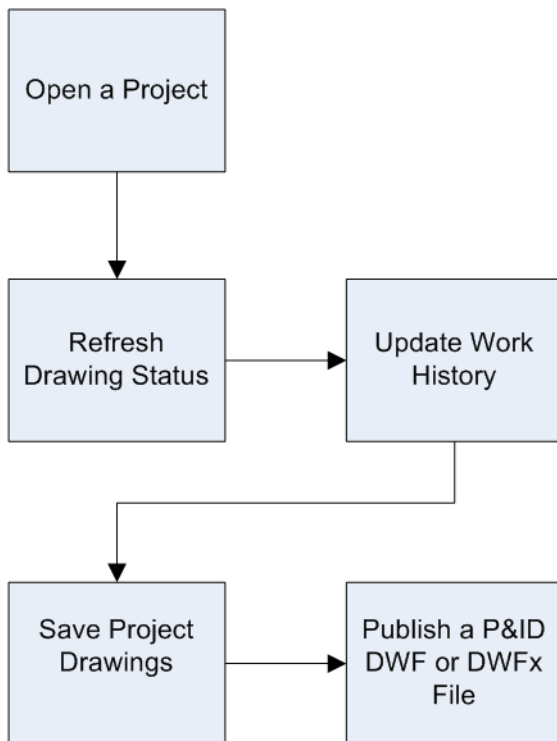 Open a Project
Refresh
Drawing Status
Update Work
History
Save Project
Drawings
Publish a P&ID
DWF or DWFx
File